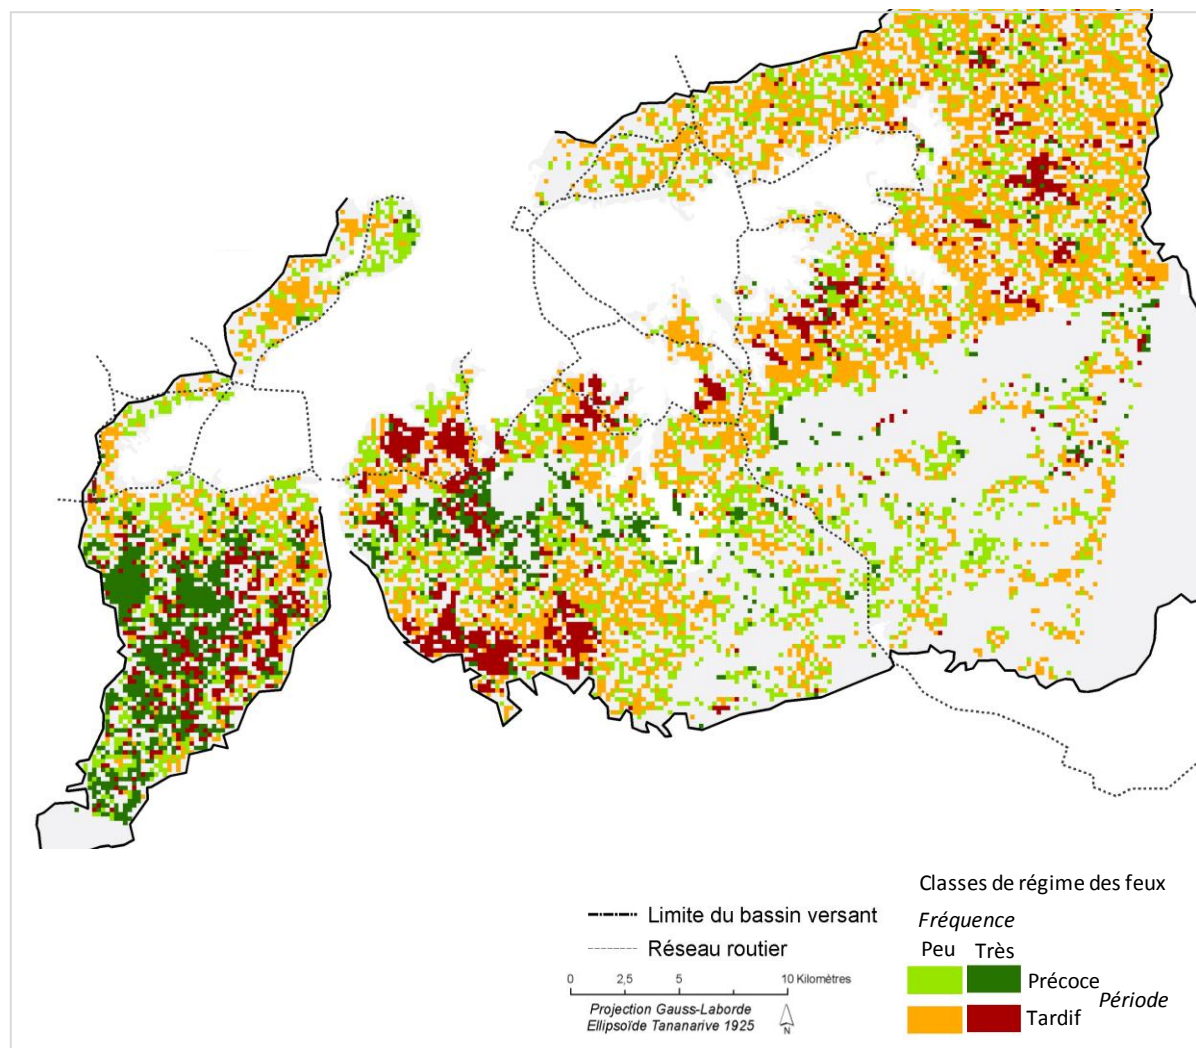 Classes de régime des feux
Limite du bassin versant
Fréquence
Réseau routier
Peu Très
0 2,5 5 10 Kilomètres
Précoce
Période
Projection Gauss-Laborde
Ellipsoïde Tananarive 1925
N
Tardif